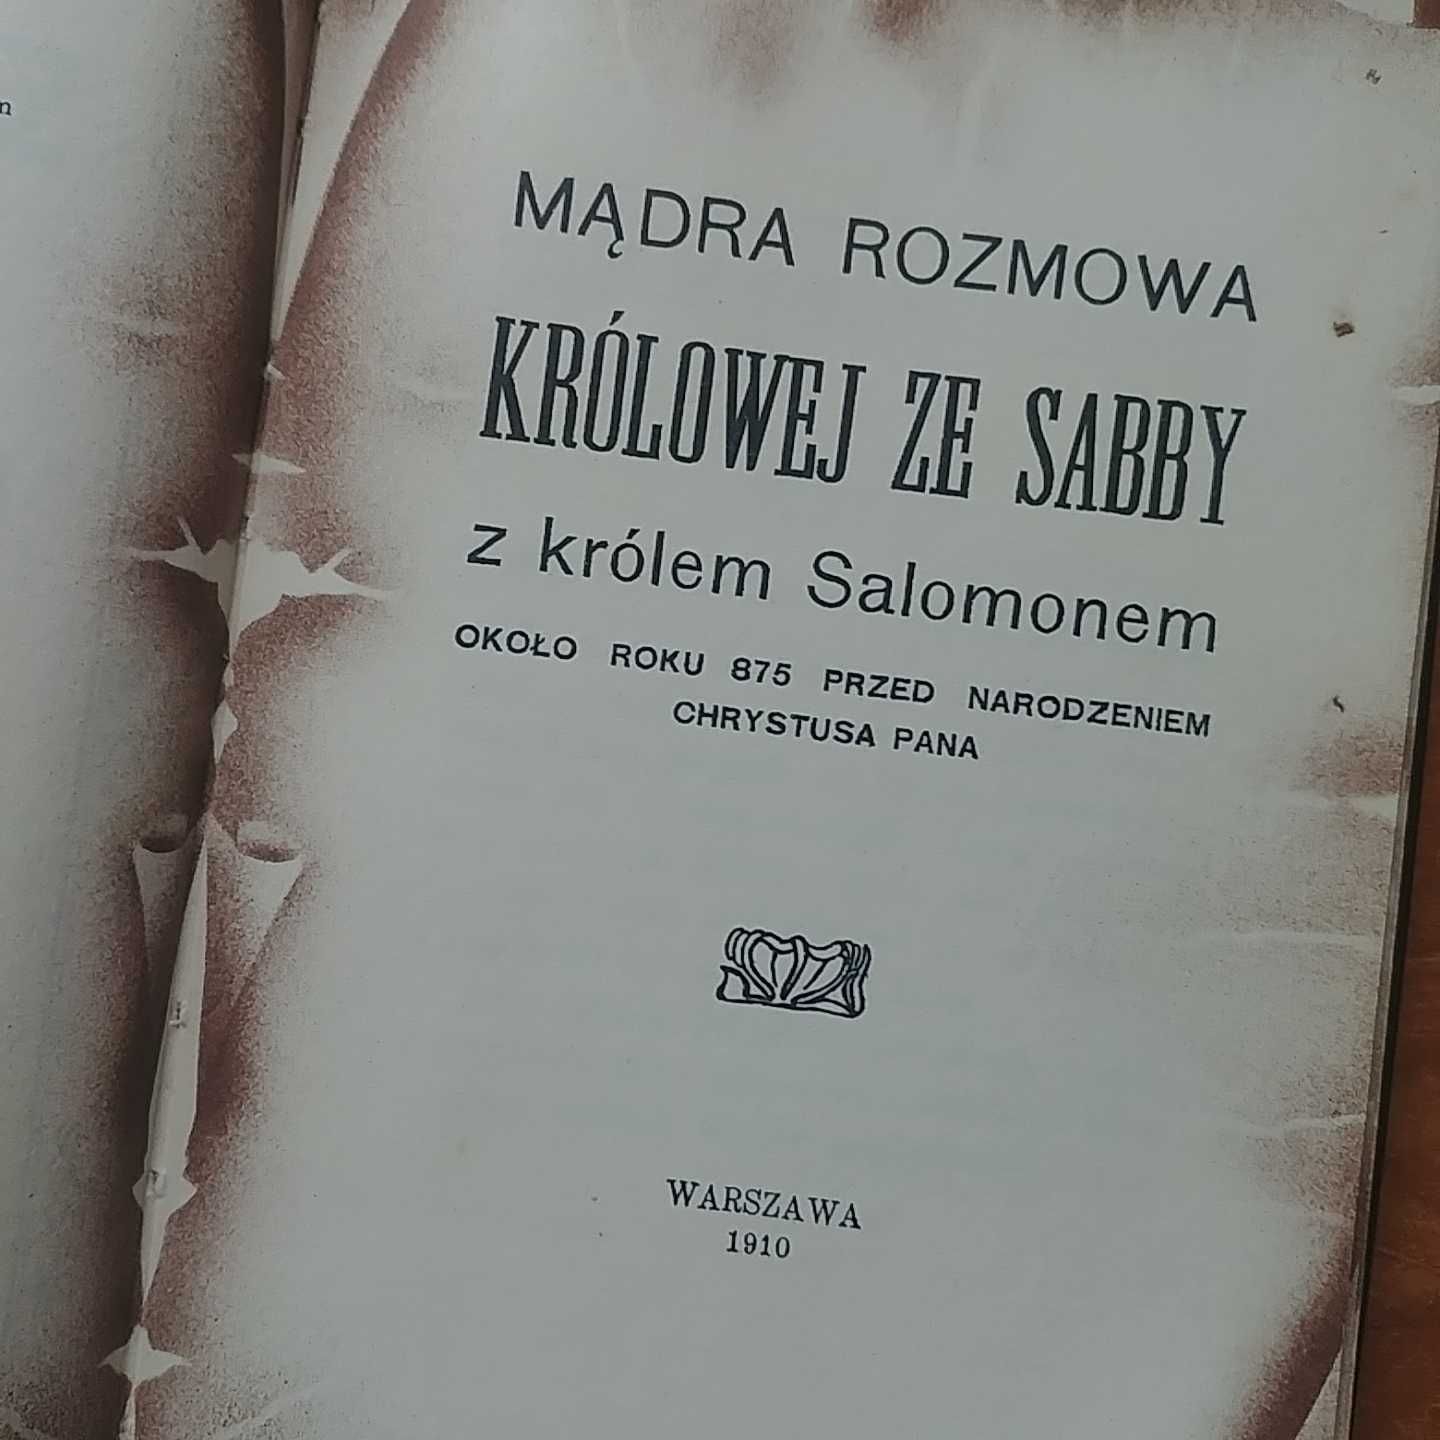 n
MĄDRA ROZMOWA
KRÓLOWEJ ZE SABBY
z królem Salomonem
OKOŁO ROKU 875 PRZED NARODZENIEM
CHRYSTUSA PANA
WARSZAWA
1910